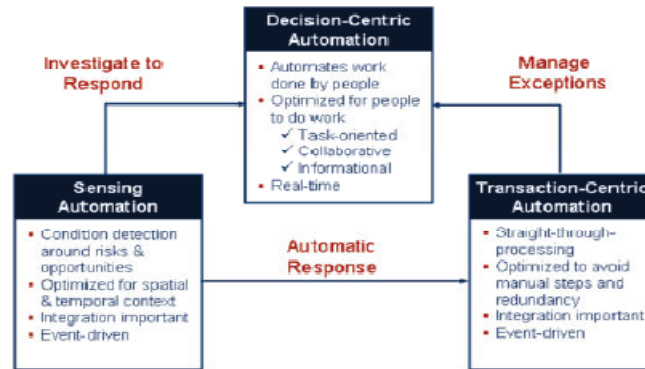 Decision-Centric
Automation
• Automates work
done by people
• Optimized for people
to do work
✓ Task-oriented
✓ Collaborative
✓ Informational
• Real-time
Investigate to
Respond
Manage
Exceptions
Sensing
Automation
• Condition detection
around risks &
opportunities
• Optimized for spatial
& temporal context
• Integration important
• Event-driven
Automatic
Response
Transaction-Centric
Automation
• Straight-through-
processing
• Optimized to avoid
manual steps and
redundancy
• Integration important
• Event-driven